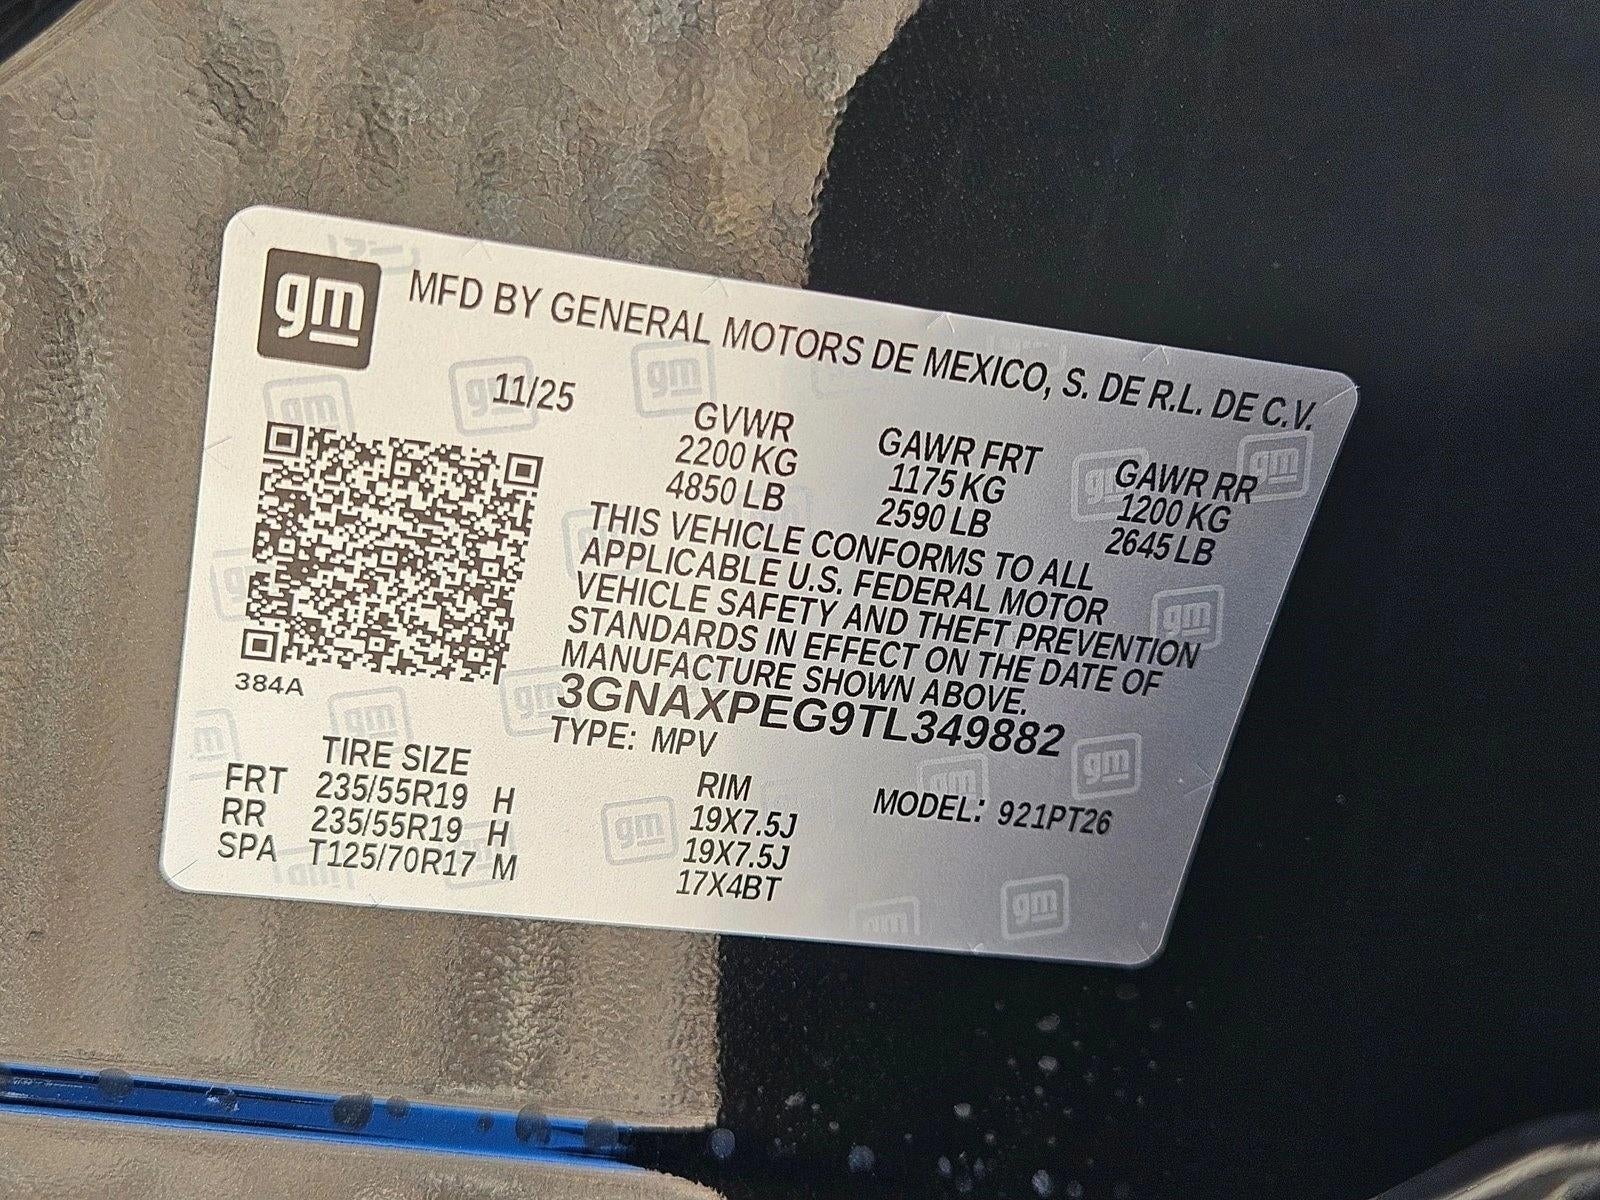 gm
MFD BY GENERAL MOTORS DE MEXICO, S. DE R.L. DE C.V.
11/25
GVWR GAWR FRT GAWR RR
2200 KG 1175 KG 1200 KG
4850 LB 2590 LB 2645 LB
THIS VEHICLE CONFORMS TO ALL
APPLICABLE U.S. FEDERAL MOTOR
VEHICLE SAFETY AND THEFT PREVENTION
STANDARDS IN EFFECT ON THE DATE OF
MANUFACTURE SHOWN ABOVE.
384A
3GNAXPEG9TL349882
TYPE: MPV
TIRE SIZE RIM MODEL: 921PT26
FRT 235/55R19 H 19X7.5J
RR 235/55R19 H 19X7.5J
SPA T125/70R17 M 17X4BT